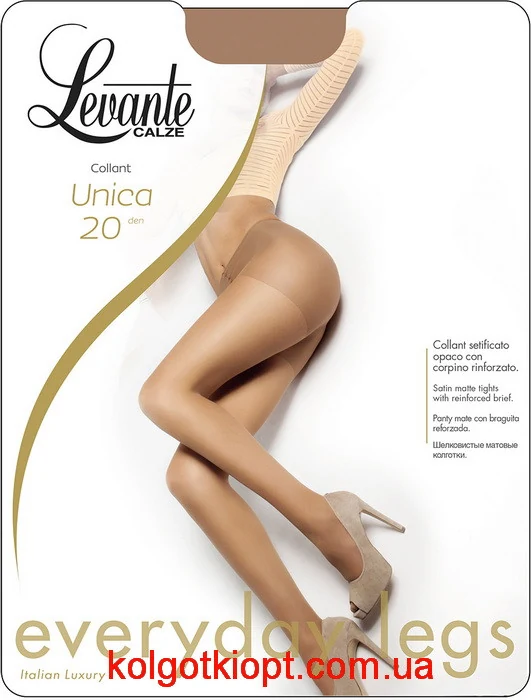 Levante
CALZE
Collant
Unica
20 den
Collant setificato
opaco con
corpino rinforzato.
Satin matte tights
with reinforced brief.
Panty mate con braguita
reforzada.
Шелковистые матовые
колготки.
everyday legs
Italian Luxury
kolgotkiopt.com.ua